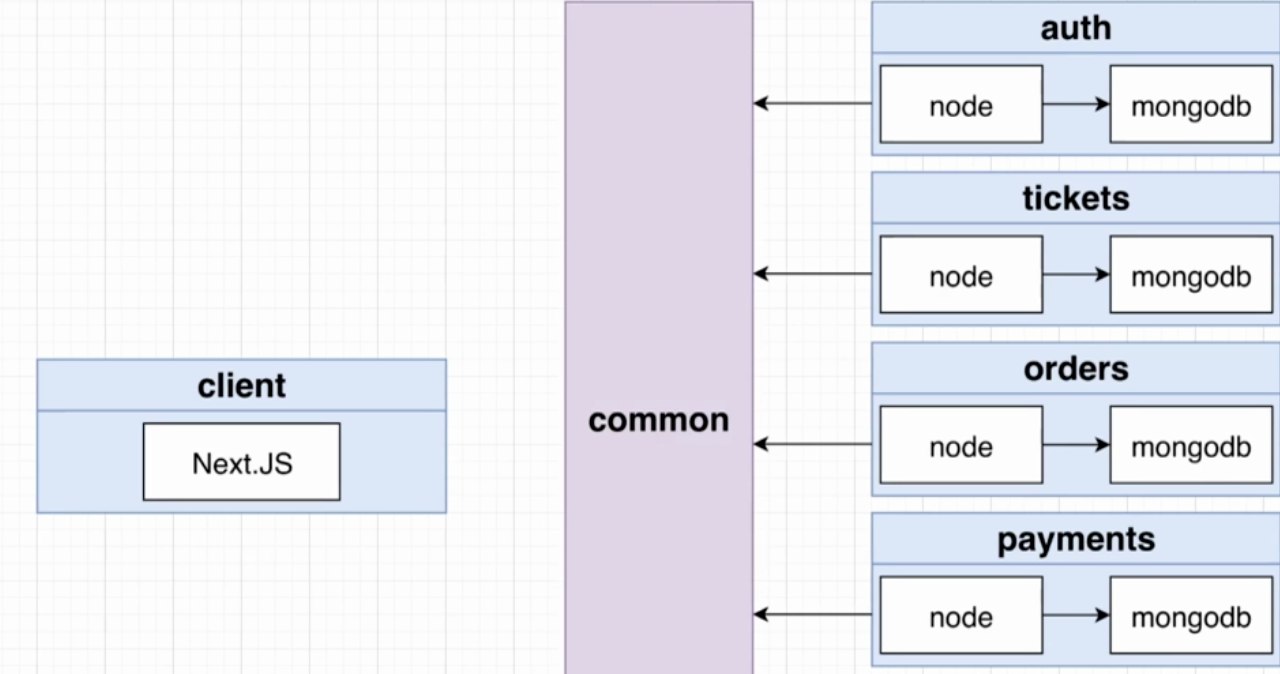 client
Next.JS
common
auth
node
mongodb
tickets
node
mongodb
orders
node
mongodb
payments
node
mongodb